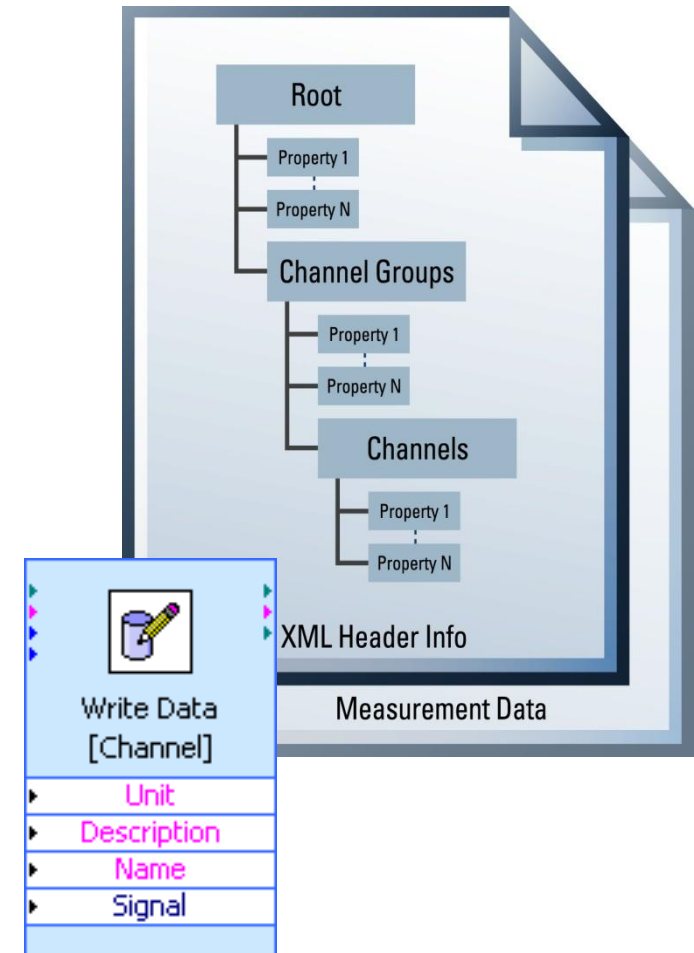 Root
Property 1
Property N
Channel Groups
Property 1
Property N
Channels
Property 1
Property N
XML Header Info
Measurement Data
Write Data
[Channel]
Unit
Description
Name
Signal